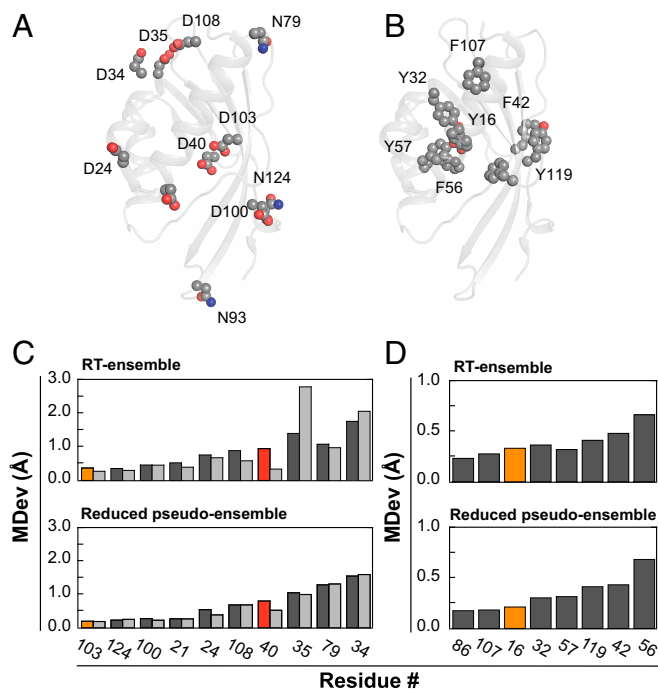 A
B
D108
D35
N79
D34
D103
D40
D24
N124
D100
N93
F107
Y32
F42
Y16
Y57
F56
Y119
C
D
RT-ensemble
RT-ensemble
3.0
2.0
1.0
0.0
1.0
0.5
0.0
MDev (Å)
MDev (Å)
Reduced pseudo-ensemble
Reduced pseudo-ensemble
3.0
2.0
1.0
0.0
1.0
0.5
0.0
103 124 100 21 24 108 40 35 79 34
86 107 16 32 57 119 42 56
Residue #